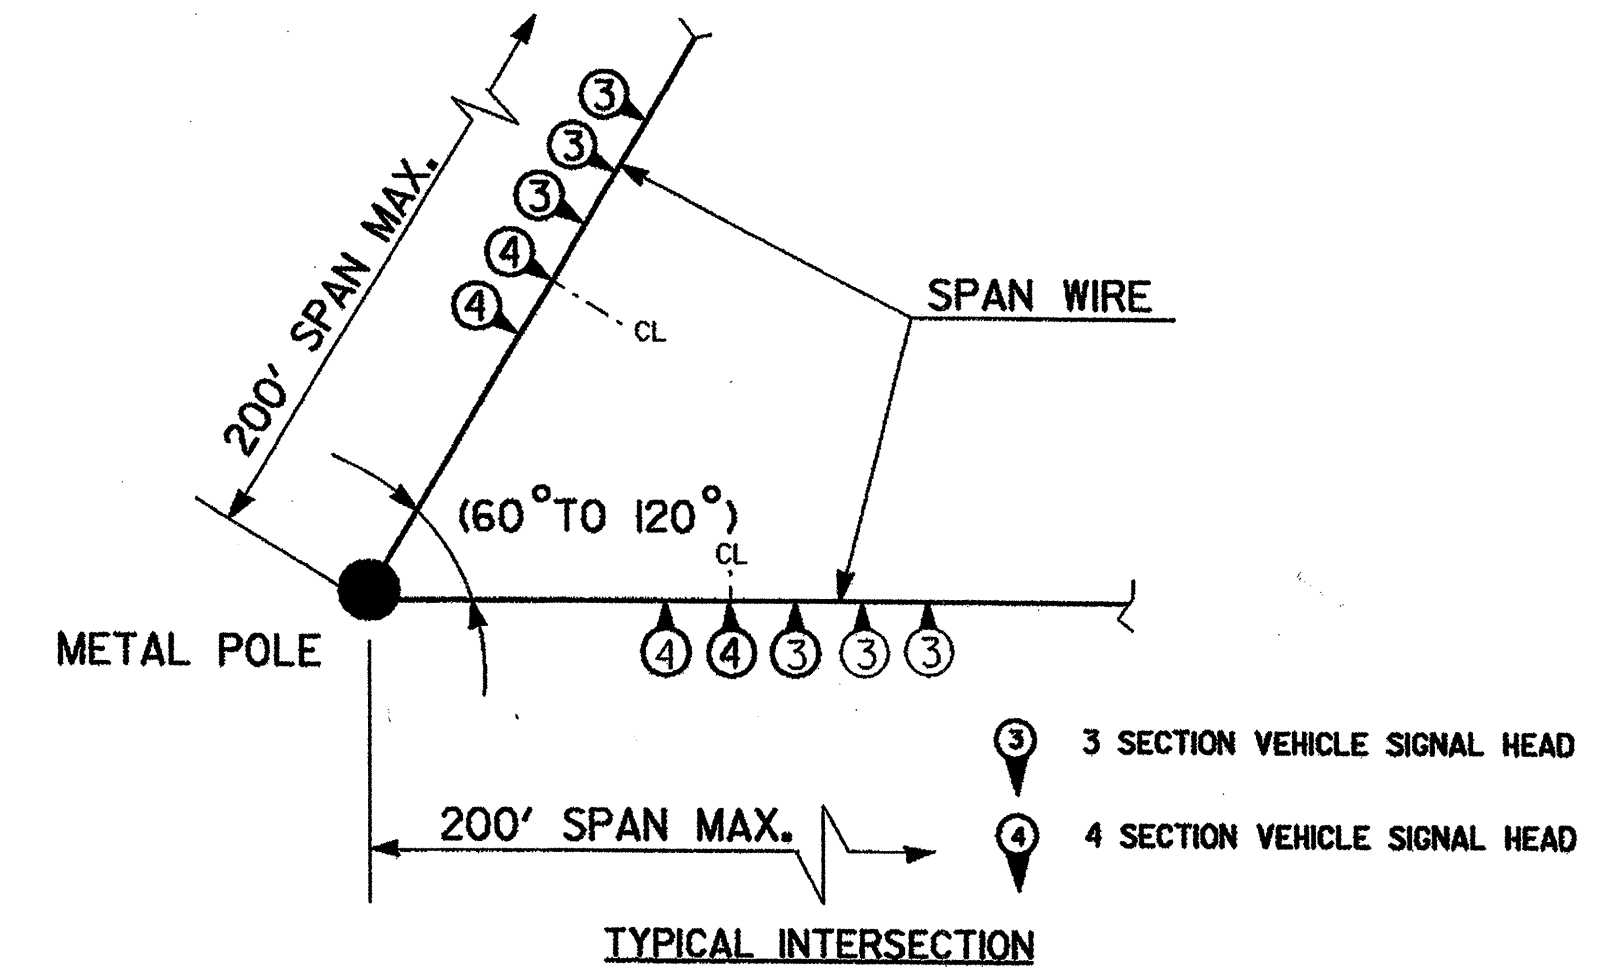 3
3
3
4
4
CL
200' SPAN MAX.
SPAN WIRE
(60°TO 120°)
CL
METAL POLE
4 4 3 3 3
3 3 SECTION VEHICLE SIGNAL HEAD
4 4 SECTION VEHICLE SIGNAL HEAD
200' SPAN MAX.
TYPICAL INTERSECTION